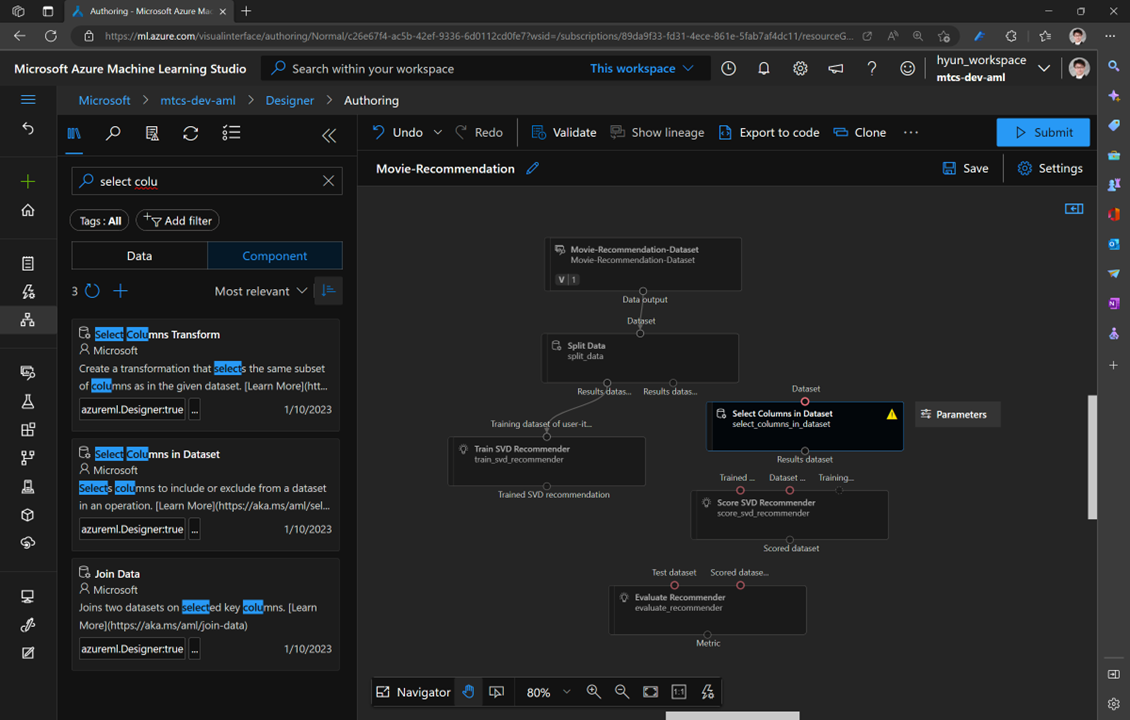 Authoring - Microsoft Azure Mac
https://ml.azure.com/visualinterface/authoring/Normal/c26e67f4-ac5b-42ef-9336-6d0112cd0fe7?wsid=/subscriptions/89da9f33-fd31-4ece-861e-5fab7af4dc11/resourceG...
Microsoft Azure Machine Learning Studio
Search within your workspace
This workspace
hyun_workspace
mtcs-dev-aml
Microsoft > mtcs-dev-aml > Designer > Authoring
Undo
Redo
Validate
Show lineage
Export to code
Clone
Submit
Movie-Recommendation
Save
Settings
select colu
Tags : All
Add filter
Data
Component
3
Most relevant
Select Columns Transform
Microsoft
Create a transformation that selects the same subset
of columns as in the given dataset. [Learn More](htt...
azureml.Designer:true
...
1/10/2023
Select Columns in Dataset
Microsoft
Selects columns to include or exclude from a dataset
in an operation. [Learn More](https://aka.ms/aml/sel...
azureml.Designer:true
...
1/10/2023
Join Data
Microsoft
Joins two datasets on selected key columns. [Learn
More](https://aka.ms/aml/join-data)
azureml.Designer:true
...
1/10/2023
Movie-Recommendation-Dataset
Movie-Recommendation-Dataset
V | 1
Data output
Dataset
Split Data
split_data
Results datas...
Results datas...
Dataset
Select Columns in Dataset
select_columns_in_dataset
Parameters
Results dataset
Training dataset of user-it...
Train SVD Recommender
train_svd_recommender
Trained SVD recommendation
Trained ...
Dataset ...
Training...
Score SVD Recommender
score_svd_recommender
Scored dataset
Test dataset
Scored datase...
Evaluate Recommender
evaluate_recommender
Metric
Navigator
80%
1:1